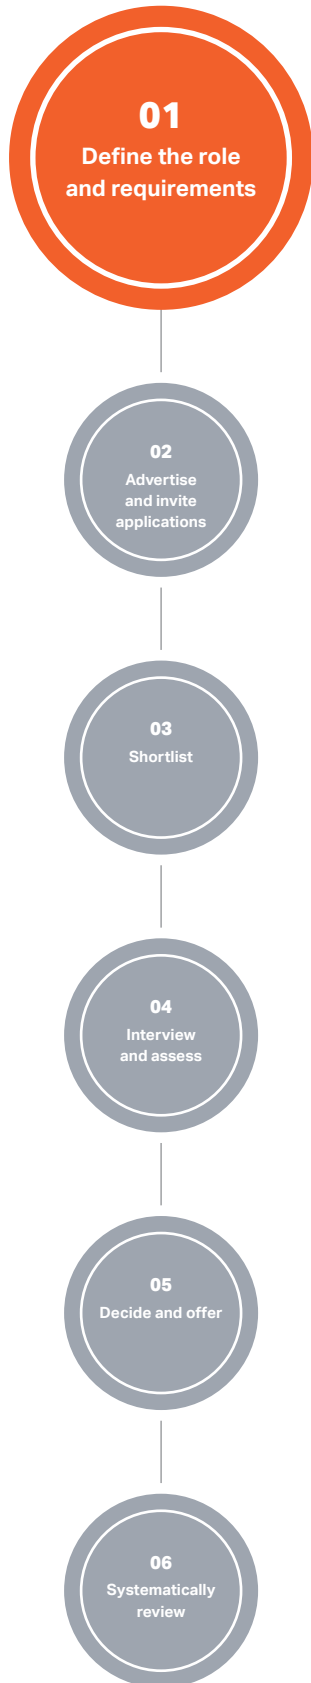 01
Define the role
and requirements
02
Advertise
and invite
applications
03
Shortlist
04
Interview
and assess
05
Decide and offer
06
Systematically
review